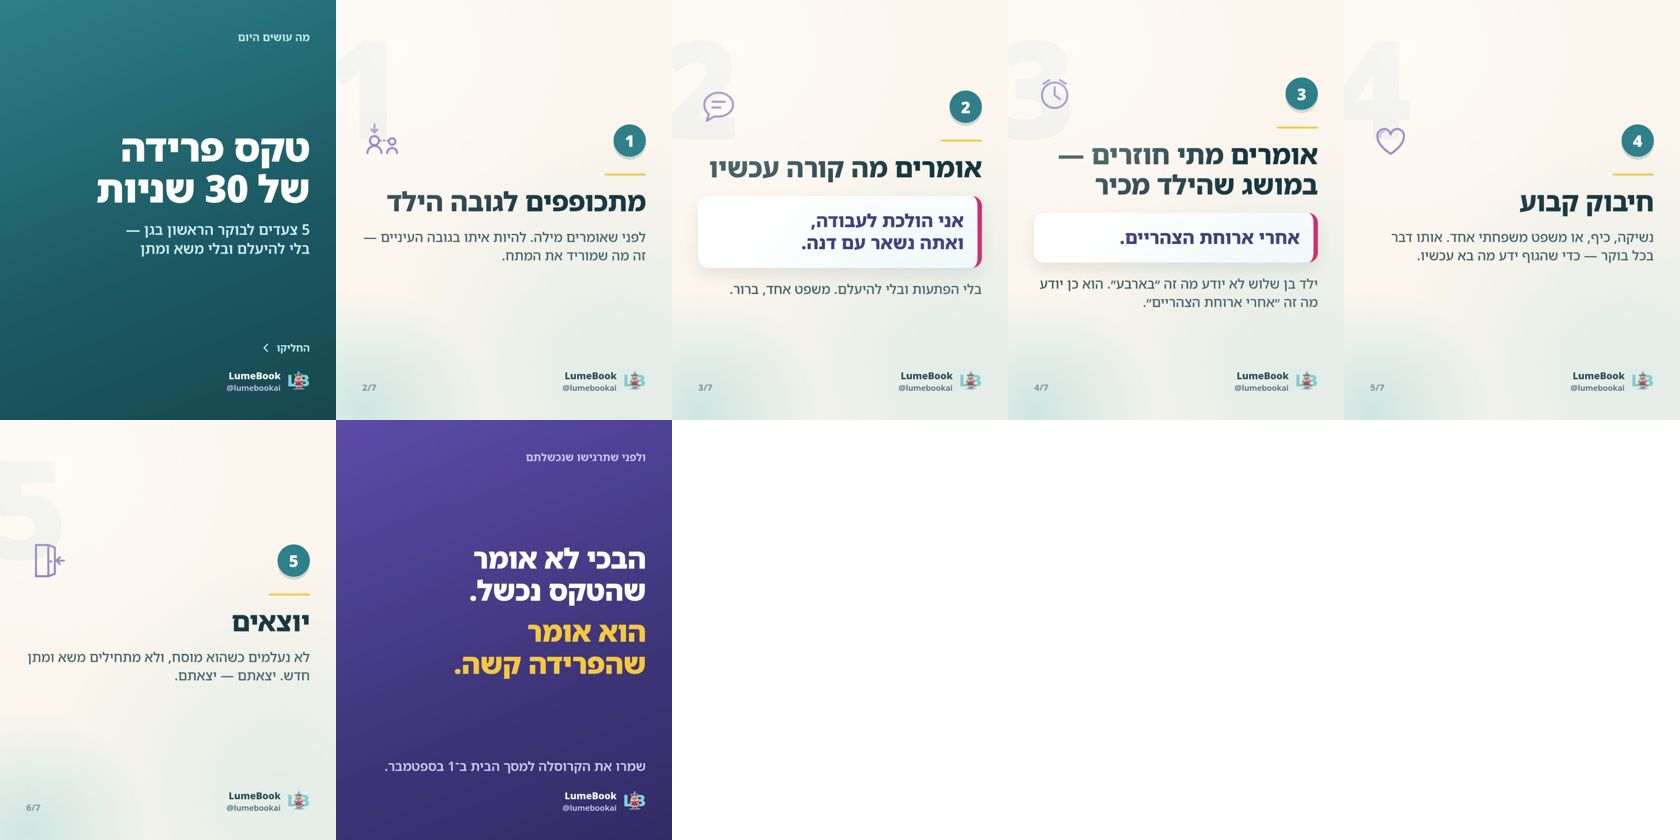 מה עושים היום
טקס פרידה
של 30 שניות
5 צעדים לבוקר הראשון בגן —
בלי להיעלם ובלי משא ומתן
החליקו
LumeBook
@lumebookai
1
1
מתכופפים לגובה הילד
לפני שאומרים מילה. להיות איתו בגובה העיניים —
זה מה שמוריד את המתח.
LumeBook
@lumebookai
2/7
2
2
אומרים מה קורה עכשיו
אני הולכת לעבודה,
ואתה נשאר עם דנה.
בלי הפתעות ובלי להיעלם. משפט אחד, ברור.
LumeBook
@lumebookai
3/7
3
3
אומרים מתי חוזרים —
במושג שהילד מכיר
אחרי ארוחת הצהריים.
ילד בן שלוש לא יודע מה זה ״בארבע״. הוא כן יודע
מה זה ״אחרי ארוחת הצהריים״.
LumeBook
@lumebookai
4/7
4
4
חיבוק קבוע
נשיקה, כיף, או משפט משפחתי אחד. אותו דבר
בכל בוקר — כדי שהגוף ידע מה בא עכשיו.
LumeBook
@lumebookai
5/7
5
5
יוצאים
לא נעלמים כשהוא מוסח, ולא מתחילים משא ומתן
חדש. יצאתם — יצאתם.
LumeBook
@lumebookai
6/7
ולפני שתרגישו שנכשלתם
הבכי לא אומר
שהטקס נכשל.
הוא אומר
שהפרידה קשה.
שמרו את הקרוסלה למסך הבית ב־1 בספטמבר.
LumeBook
@lumebookai